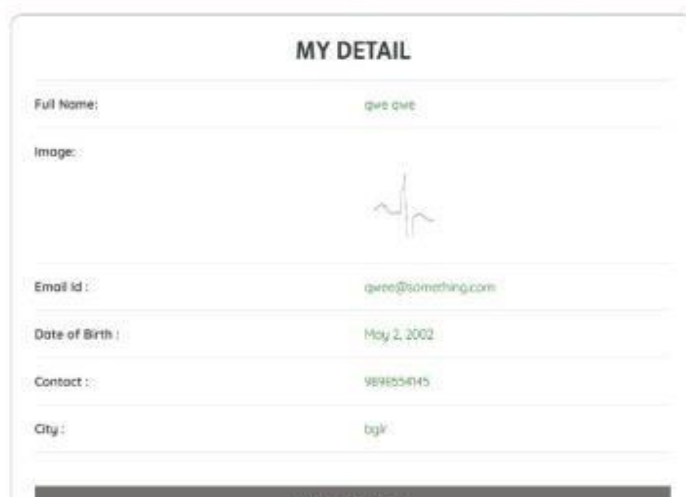 MY DETAIL
Full Name: qwe qwe
Image:
Email Id : qwee@something.com
Date of Birth : May 2, 2002
Contact :
City : bglr